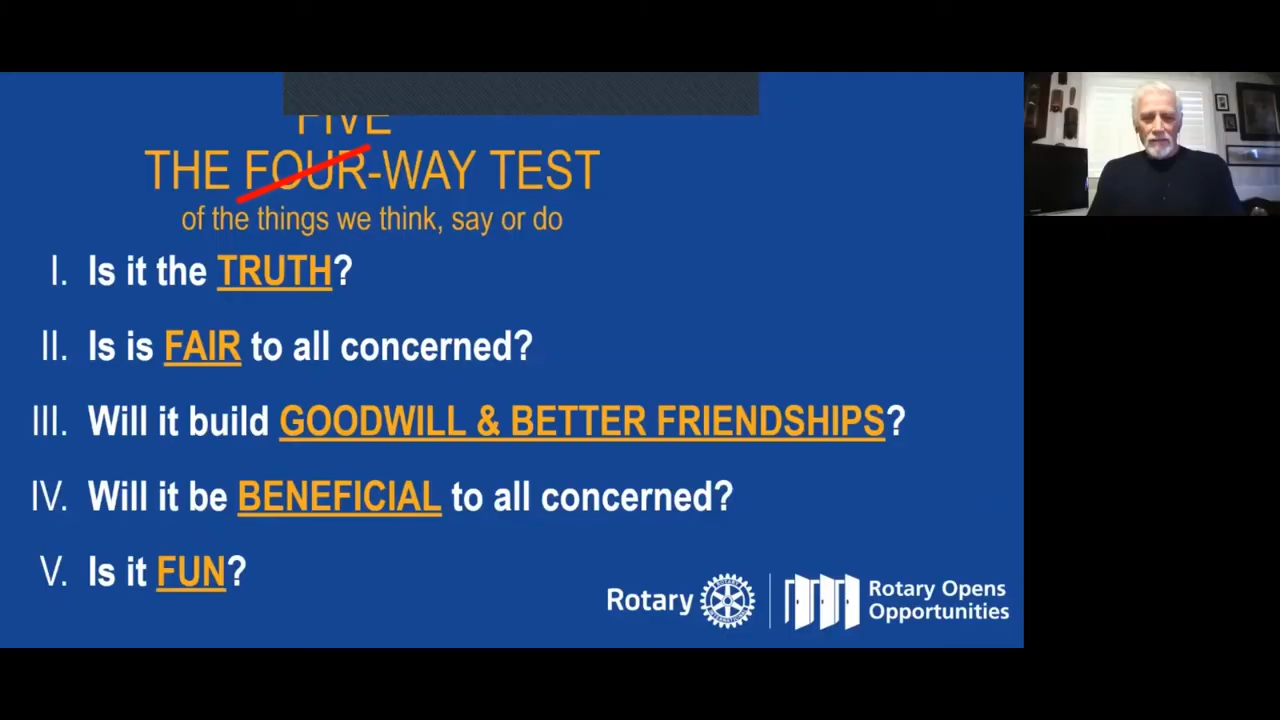 FIVE
THE FOUR-WAY TEST
of the things we think, say or do
I. Is it the TRUTH?
II. Is is FAIR to all concerned?
III. Will it build GOODWILL & BETTER FRIENDSHIPS?
IV. Will it be BENEFICIAL to all concerned?
V. Is it FUN?
Rotary
Rotary Opens
Opportunities